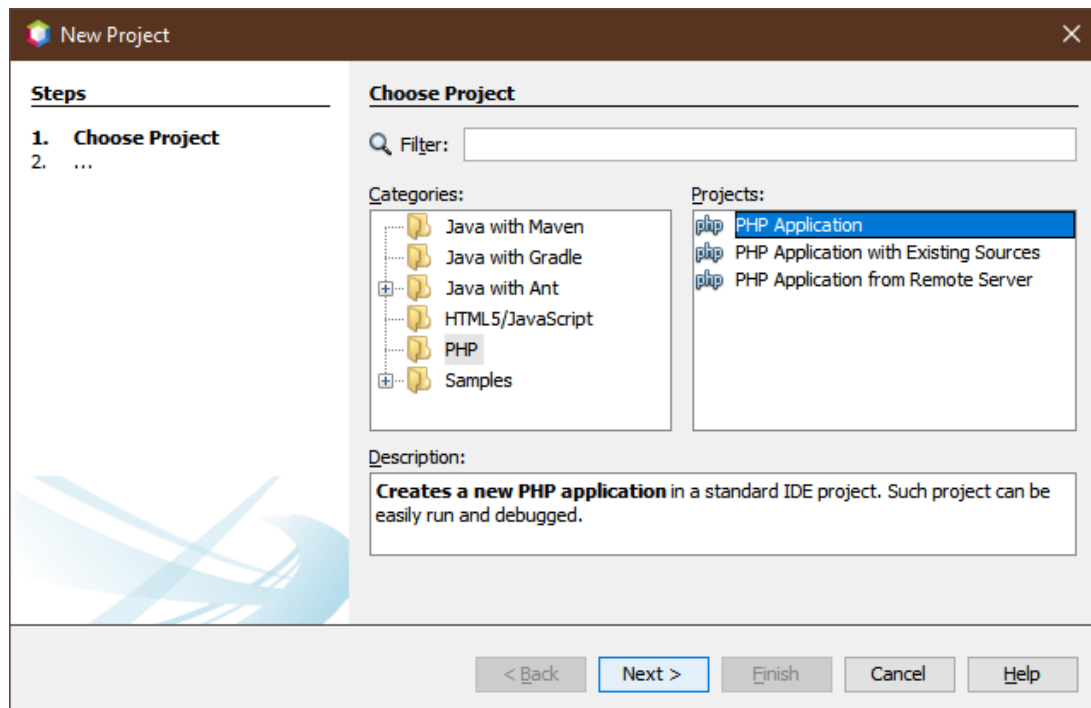 New Project
Steps
1. Choose Project
2. ...
Choose Project
Filter:
Categories:
Java with Maven
Java with Gradle
Java with Ant
HTML5/JavaScript
PHP
Samples
Projects:
php PHP Application
php PHP Application with Existing Sources
php PHP Application from Remote Server
Description:
Creates a new PHP application in a standard IDE project. Such project can be
easily run and debugged.
< Back
Next >
Finish
Cancel
Help